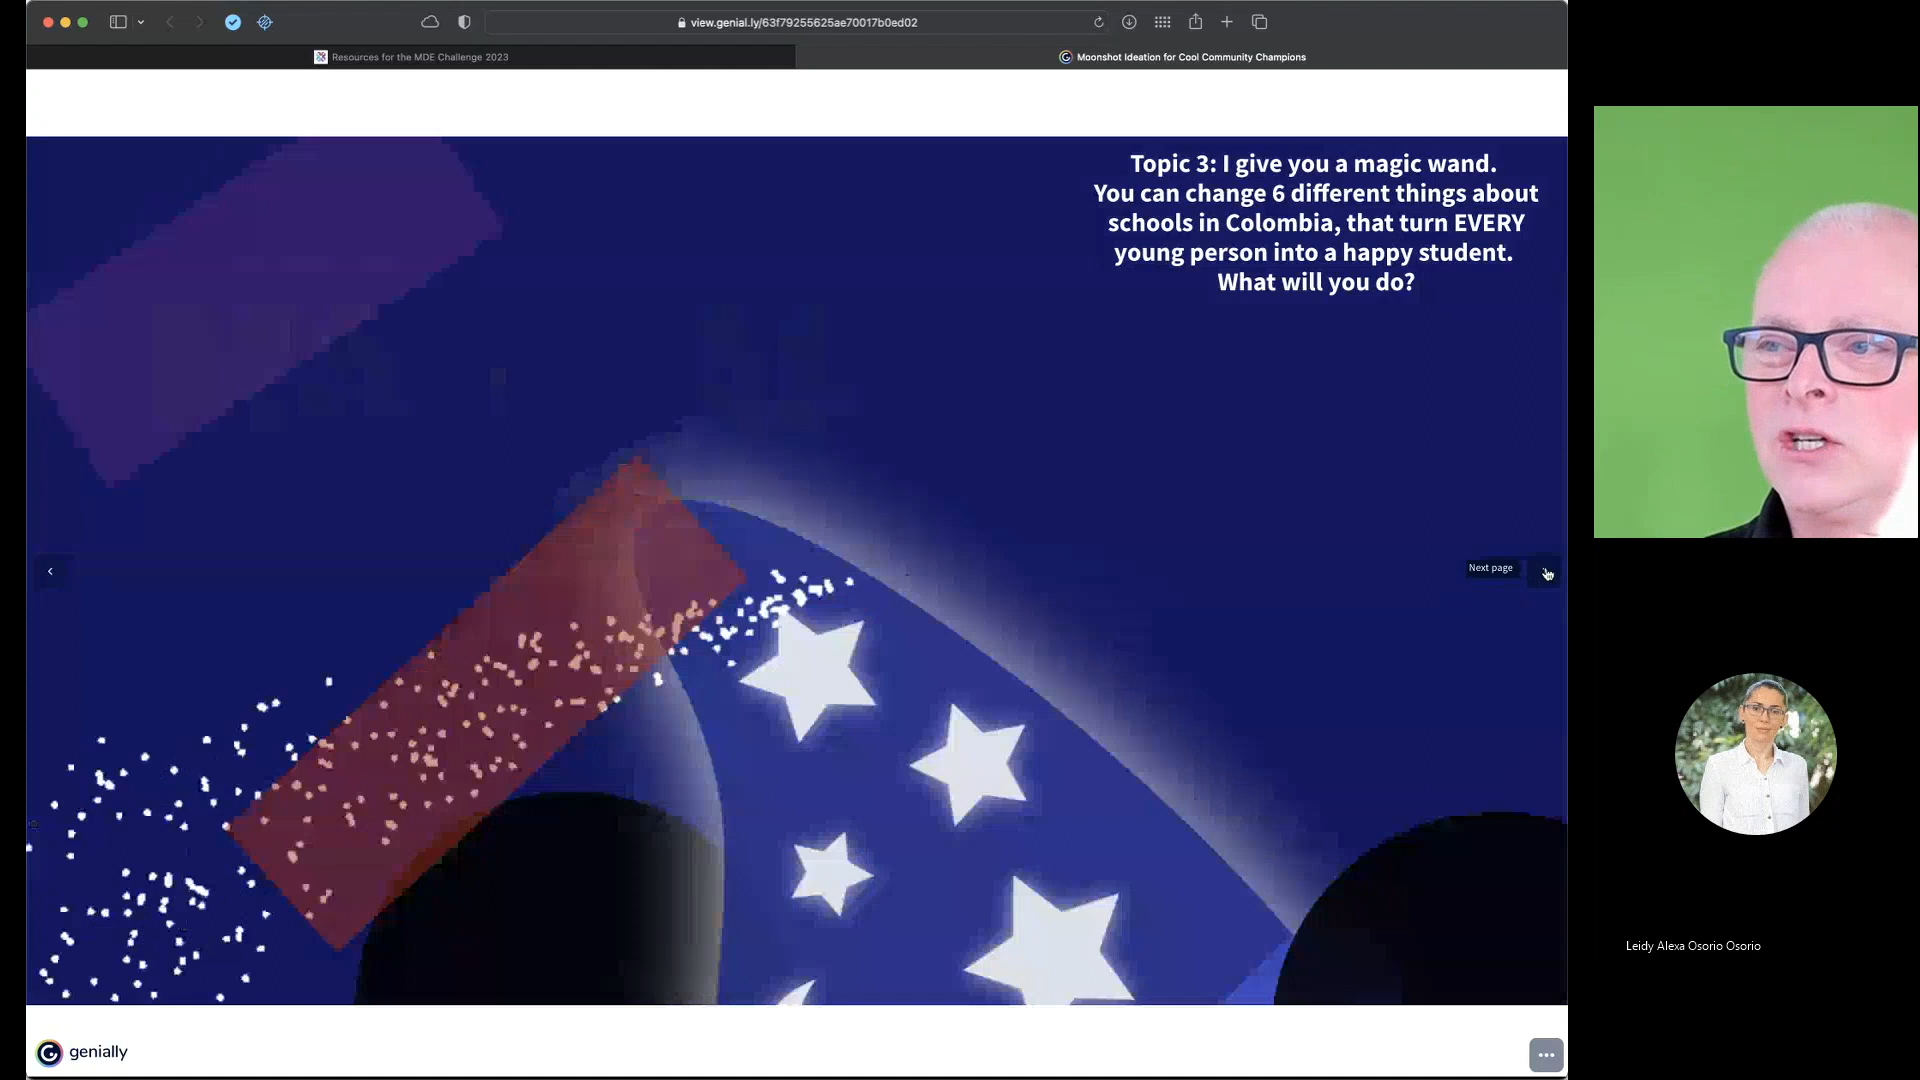 view.genial.ly/63f79255625ae70017b0ed02
Resources for the MDE Challenge 2023
Moonshot Ideation for Cool Community Champions
Topic 3: I give you a magic wand.
You can change 6 different things about
schools in Colombia, that turn EVERY
young person into a happy student.
What will you do?
Next page
Leidy Alexa Osorio Osorio
genially